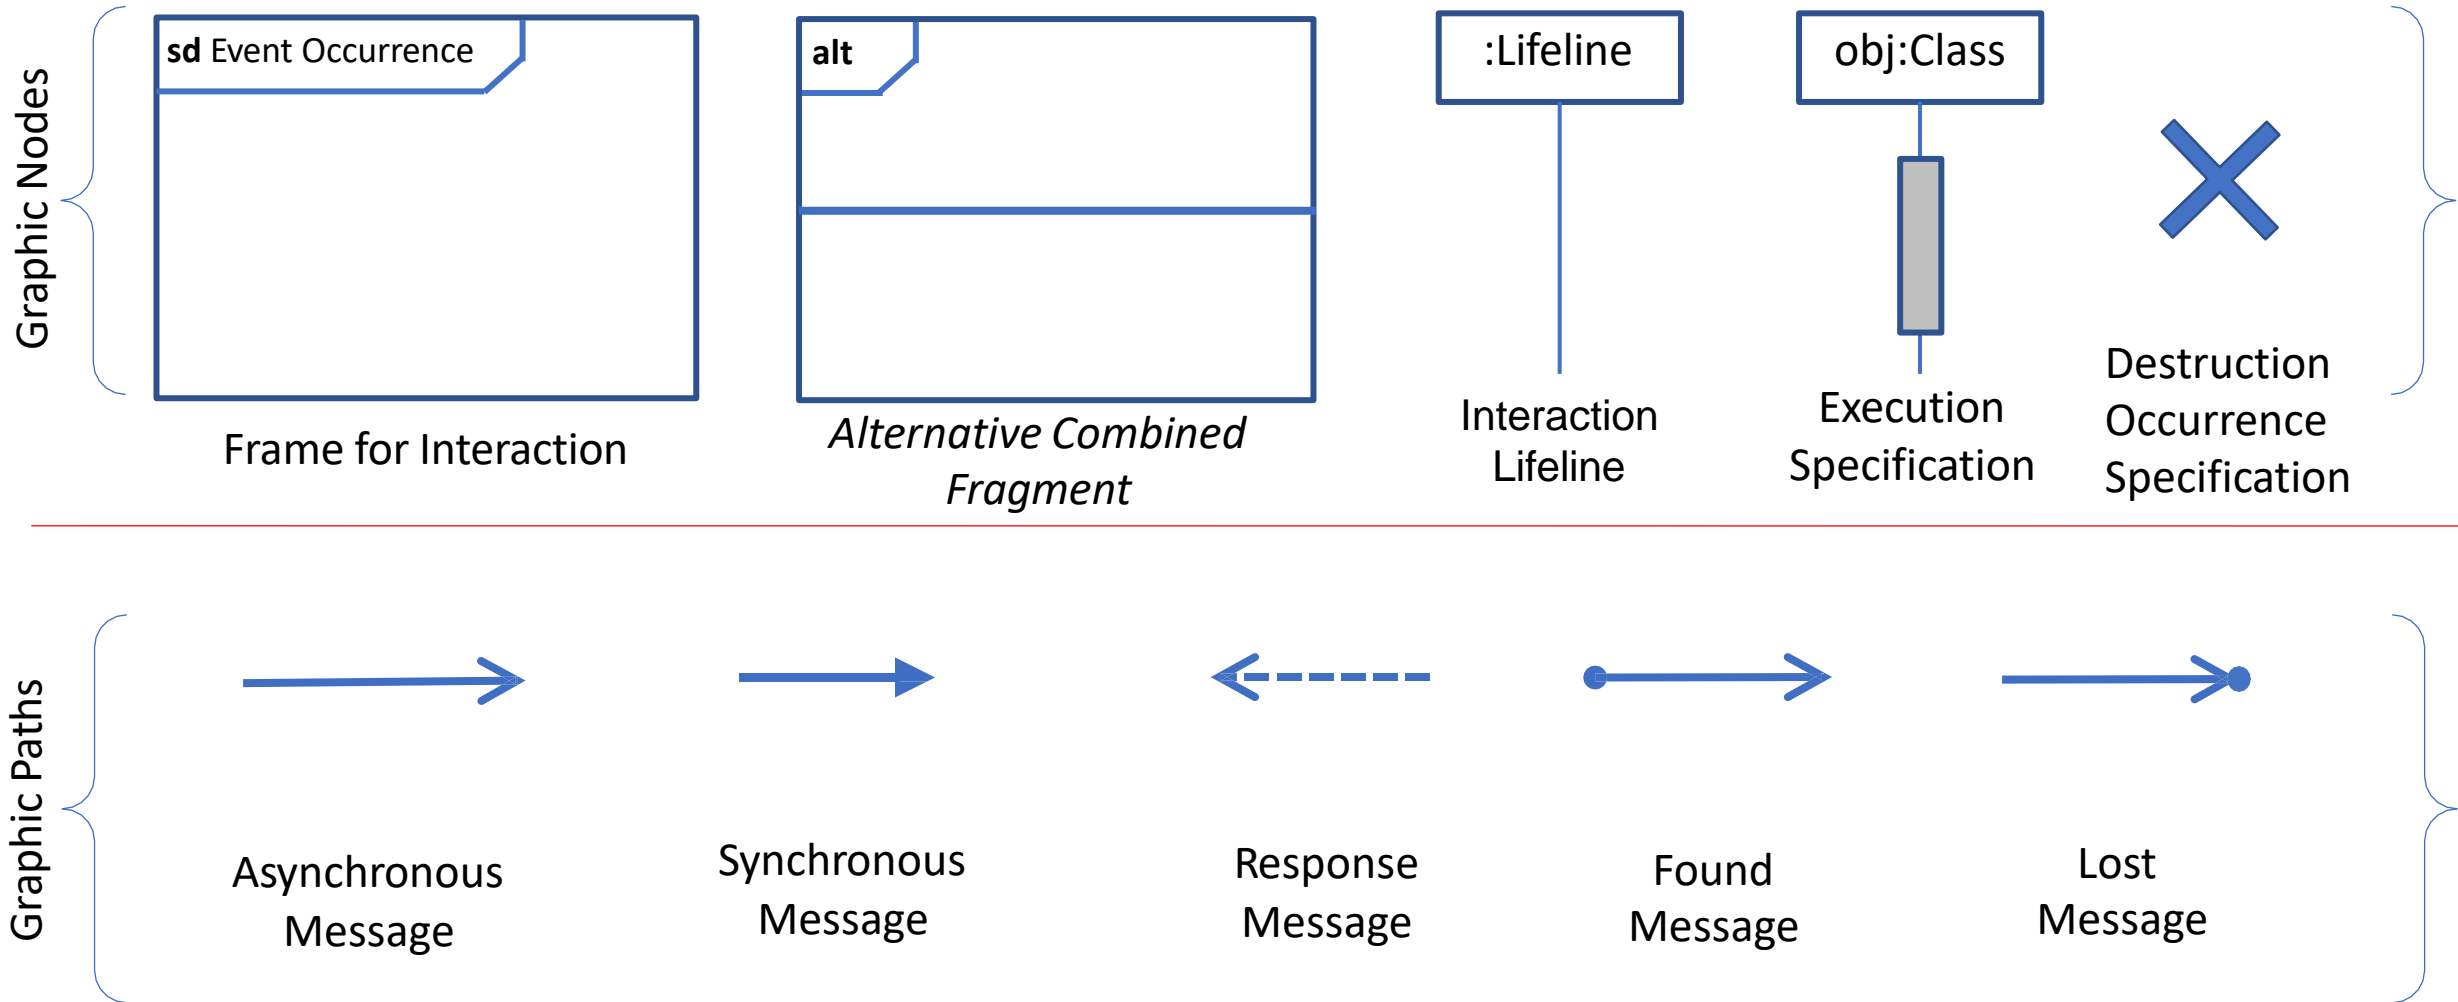 Graphic Nodes
sd Event Occurrence
Frame for Interaction
alt
Alternative Combined
Fragment
:Lifeline
Interaction
Lifeline
obj:Class
Execution
Specification
Destruction
Occurrence
Specification
Graphic Paths
Asynchronous
Message
Synchronous
Message
Response
Message
Found
Message
Lost
Message